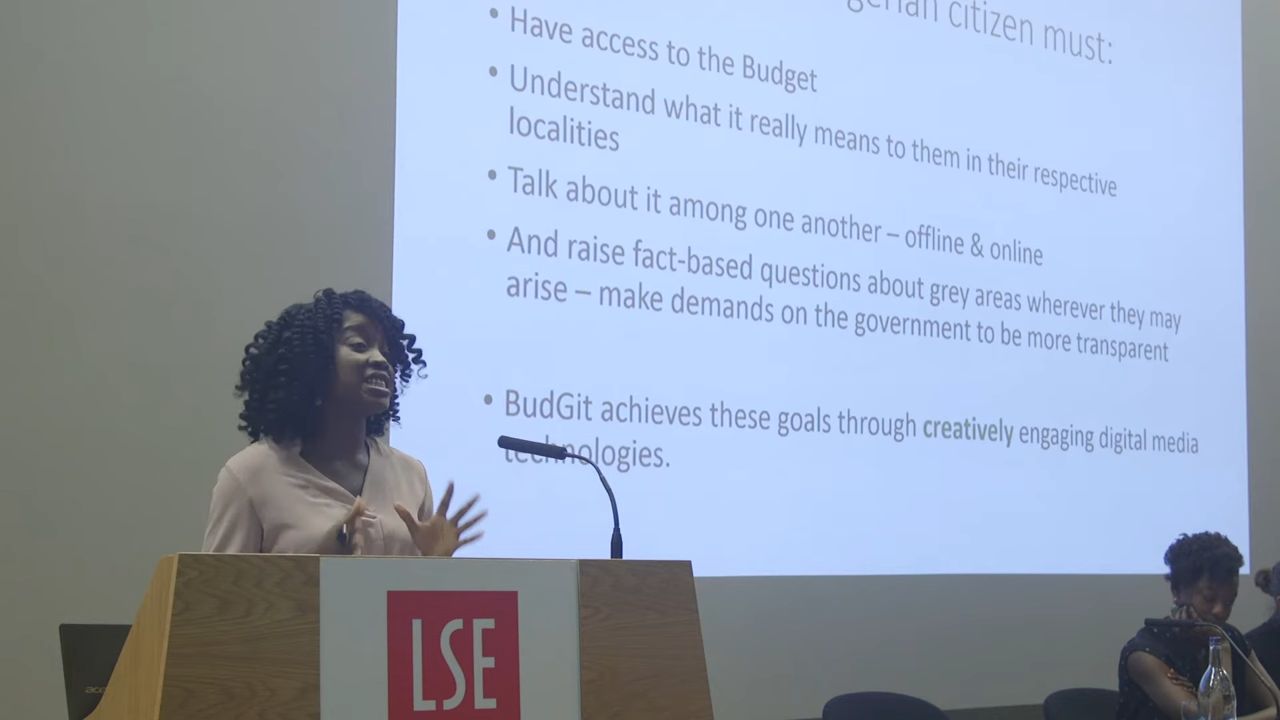 citizen must:
• Have access to the Budget
• Understand what it really means to them in their respective
localities
• Talk about it among one another – offline & online
• And raise fact-based questions about grey areas wherever they may
arise – make demands on the government to be more transparent
• BudGit achieves these goals through creatively engaging digital media
technologies.
LSE
acer